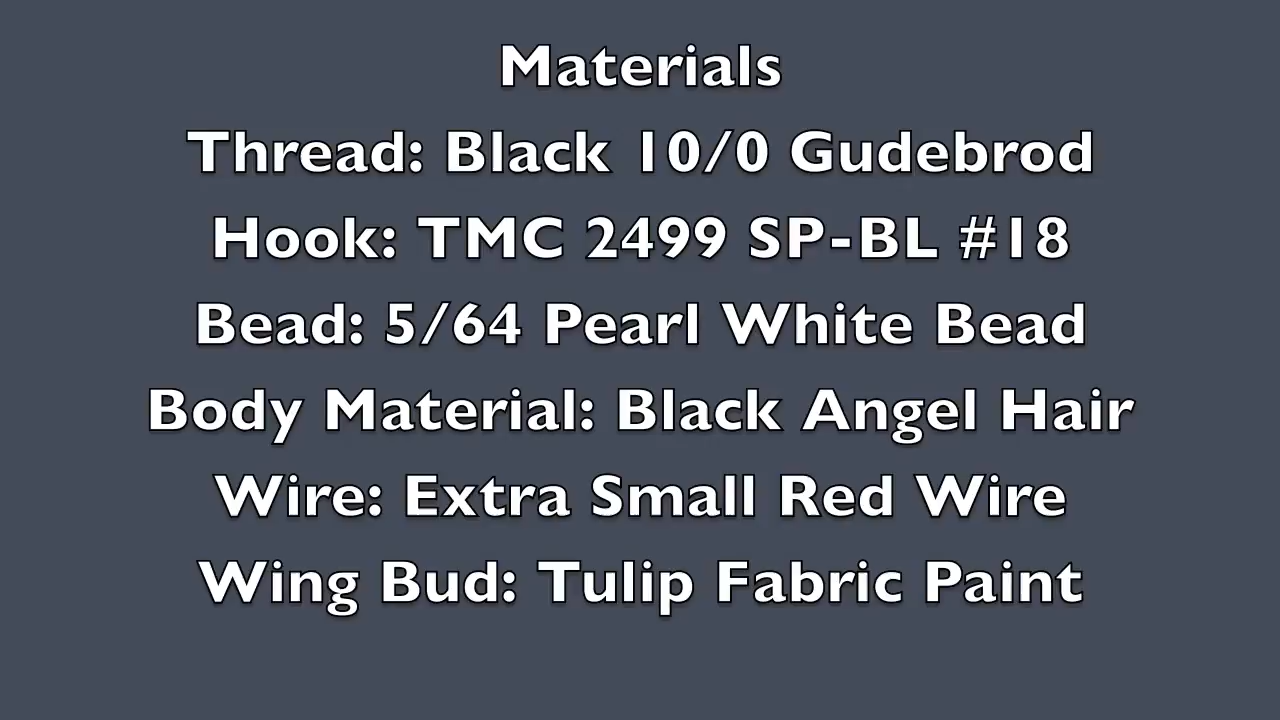 Materials
Thread: Black 10/0 Gudebrod
Hook: TMC 2499 SP-BL #18
Bead: 5/64 Pearl White Bead
Body Material: Black Angel Hair
Wire: Extra Small Red Wire
Wing Bud: Tulip Fabric Paint